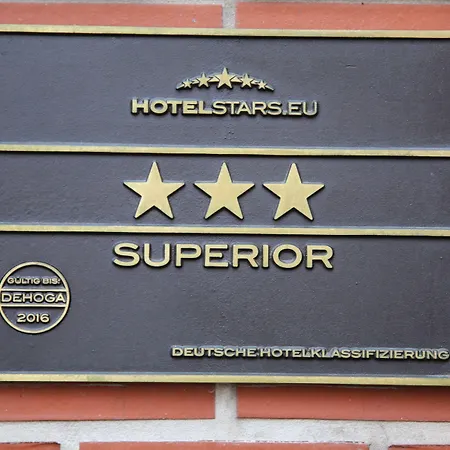 HOTELSTARS.EU
SUPERIOR
GÜLTIG BIS:
DEHOGA
2016
DEUTSCHE HOTELKLASSIFIZIERUNG